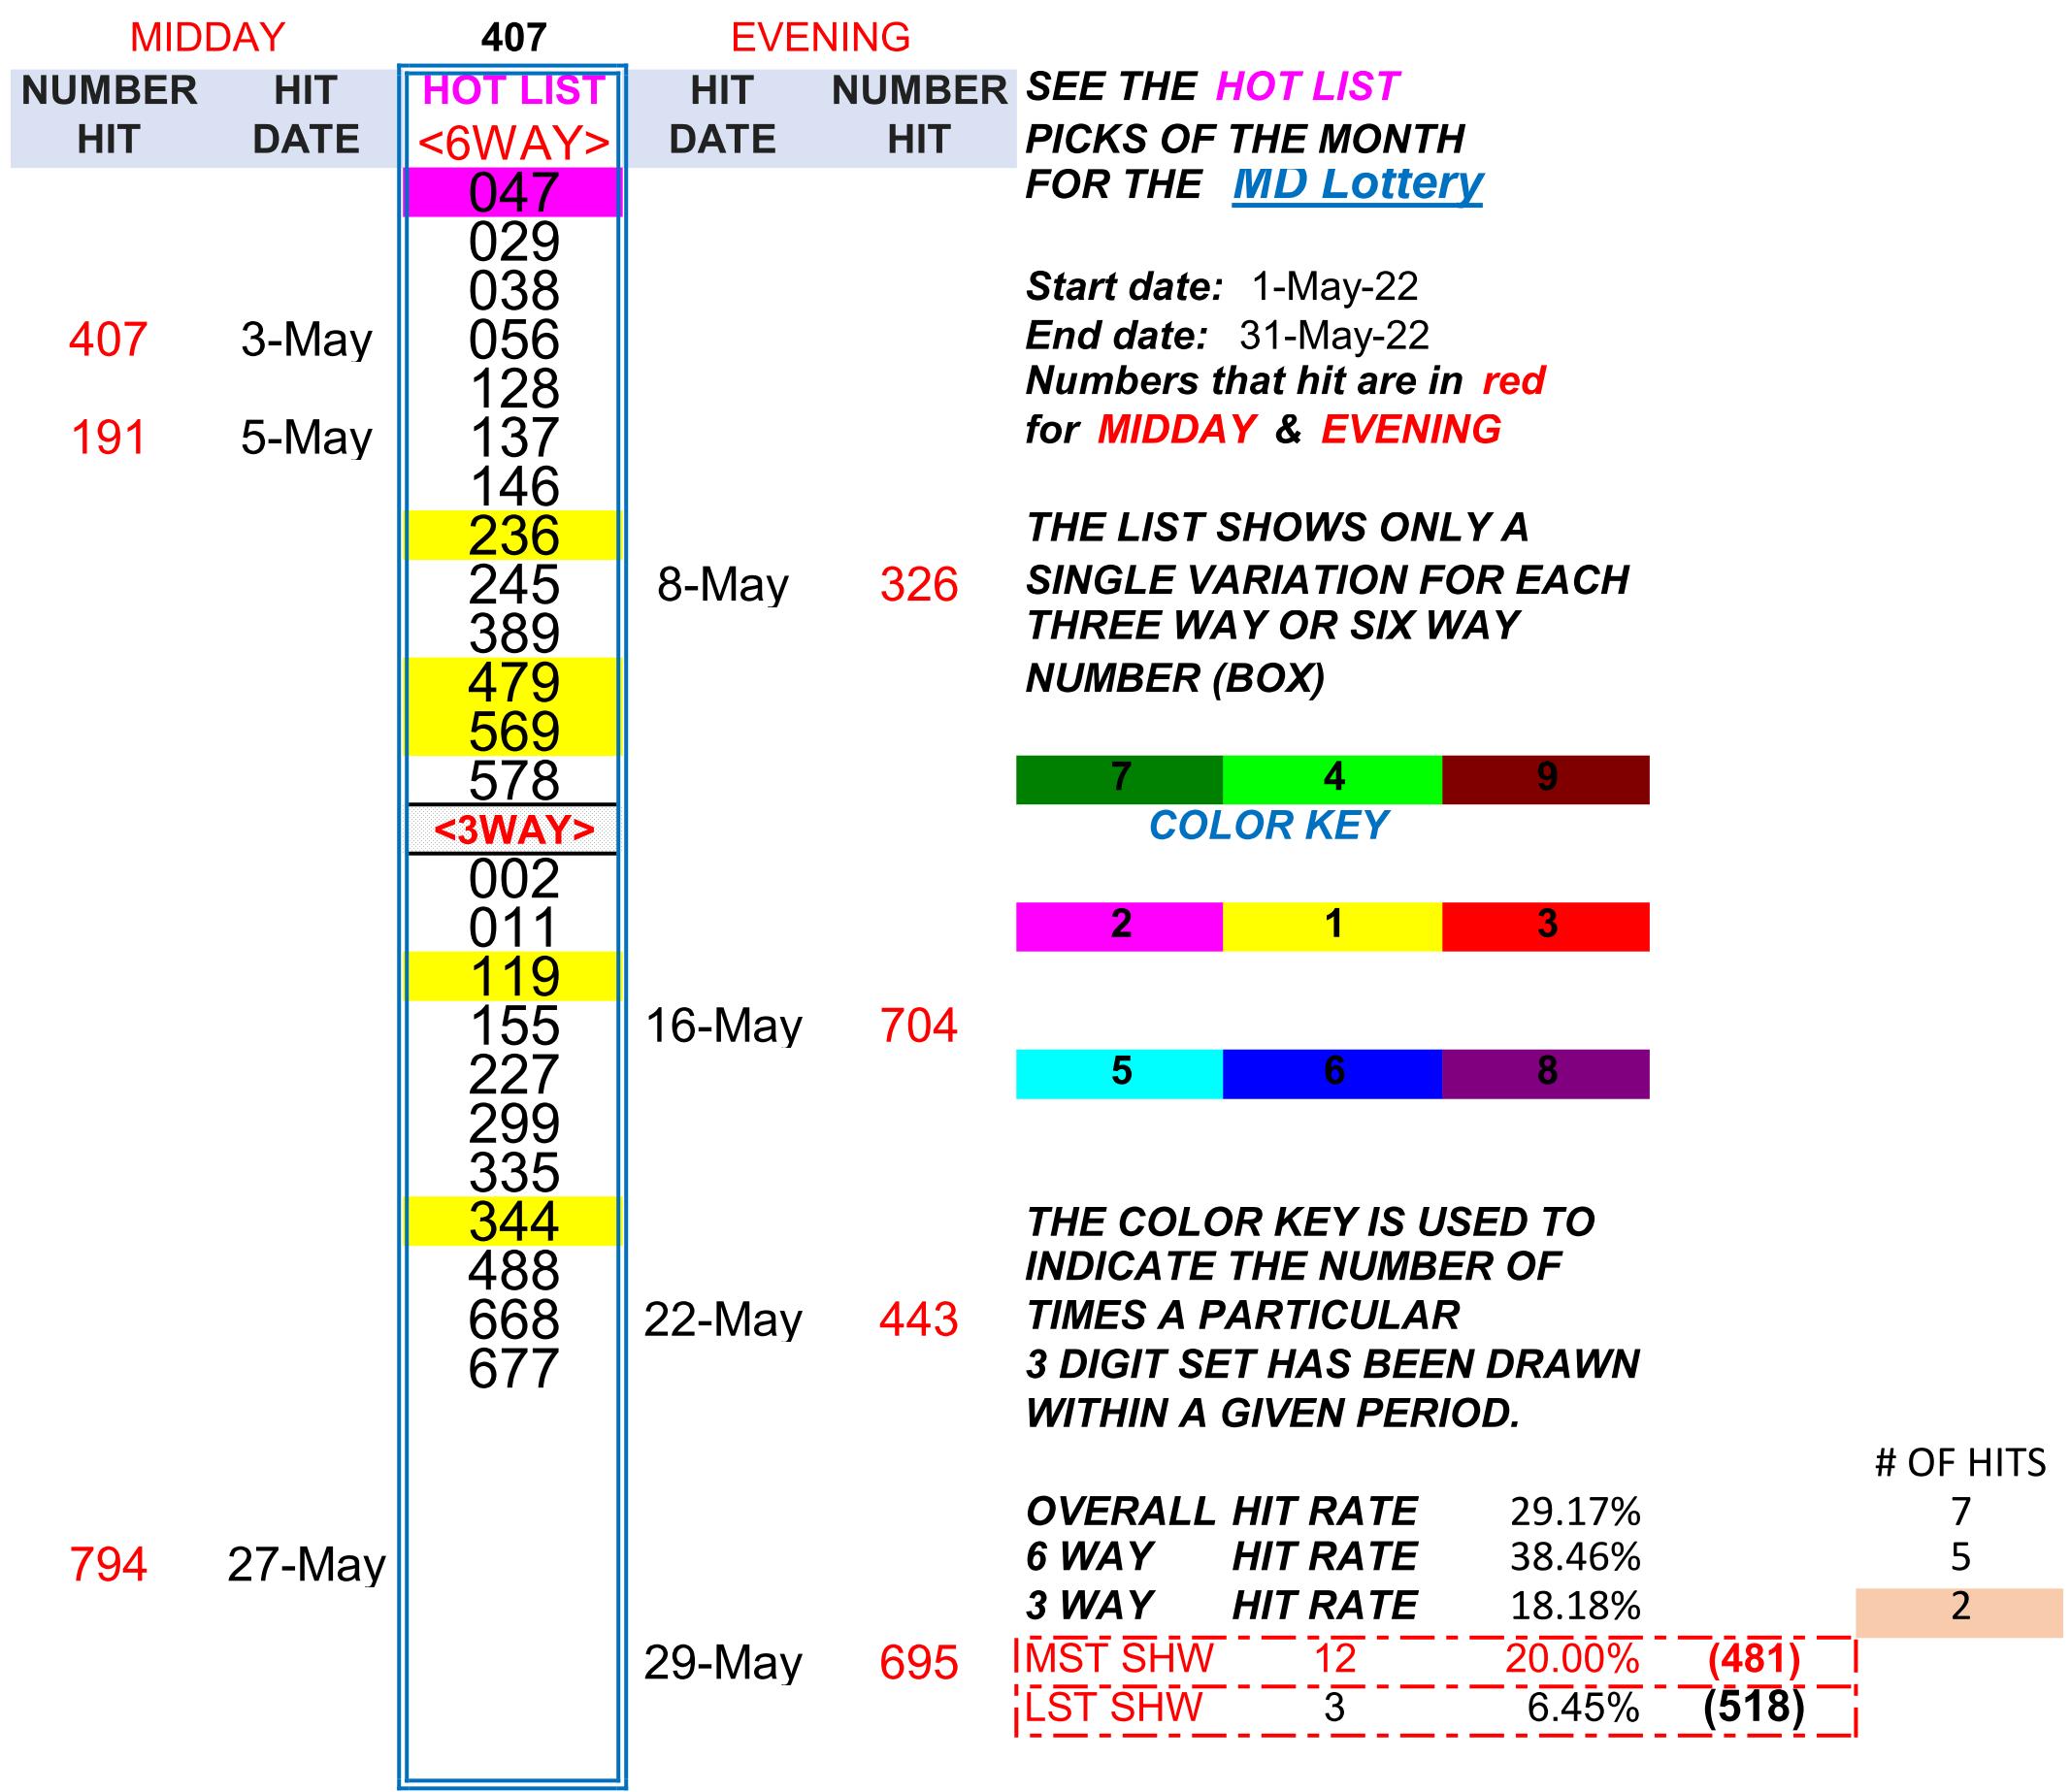 MIDDAY 407 EVENING
NUMBER HIT HOT LIST HIT NUMBER SEE THE HOT LIST
HIT DATE <6WAY> DATE HIT PICKS OF THE MONTH
047 FOR THE MD Lottery
029
038 Start date: 1-May-22
407 3-May 056 End date: 31-May-22
128 Numbers that hit are in red
191 5-May 137 for MIDDAY & EVENING
146
236 THE LIST SHOWS ONLY A
245 8-May 326 SINGLE VARIATION FOR EACH
389 THREE WAY OR SIX WAY
479 NUMBER (BOX)
569
578 7 4 9
<3WAY> COLOR KEY
002
011 2 1 3
119
155 16-May 704
227 5 6 8
299
335
344 THE COLOR KEY IS USED TO
488 INDICATE THE NUMBER OF
668 22-May 443 TIMES A PARTICULAR
677 3 DIGIT SET HAS BEEN DRAWN
WITHIN A GIVEN PERIOD.
# OF HITS
OVERALL HIT RATE 29.17% 7
794 27-May 6 WAY HIT RATE 38.46% 5
3 WAY HIT RATE 18.18% 2
29-May 695 MST SHW 12 20.00% (481)
LST SHW 3 6.45% (518)